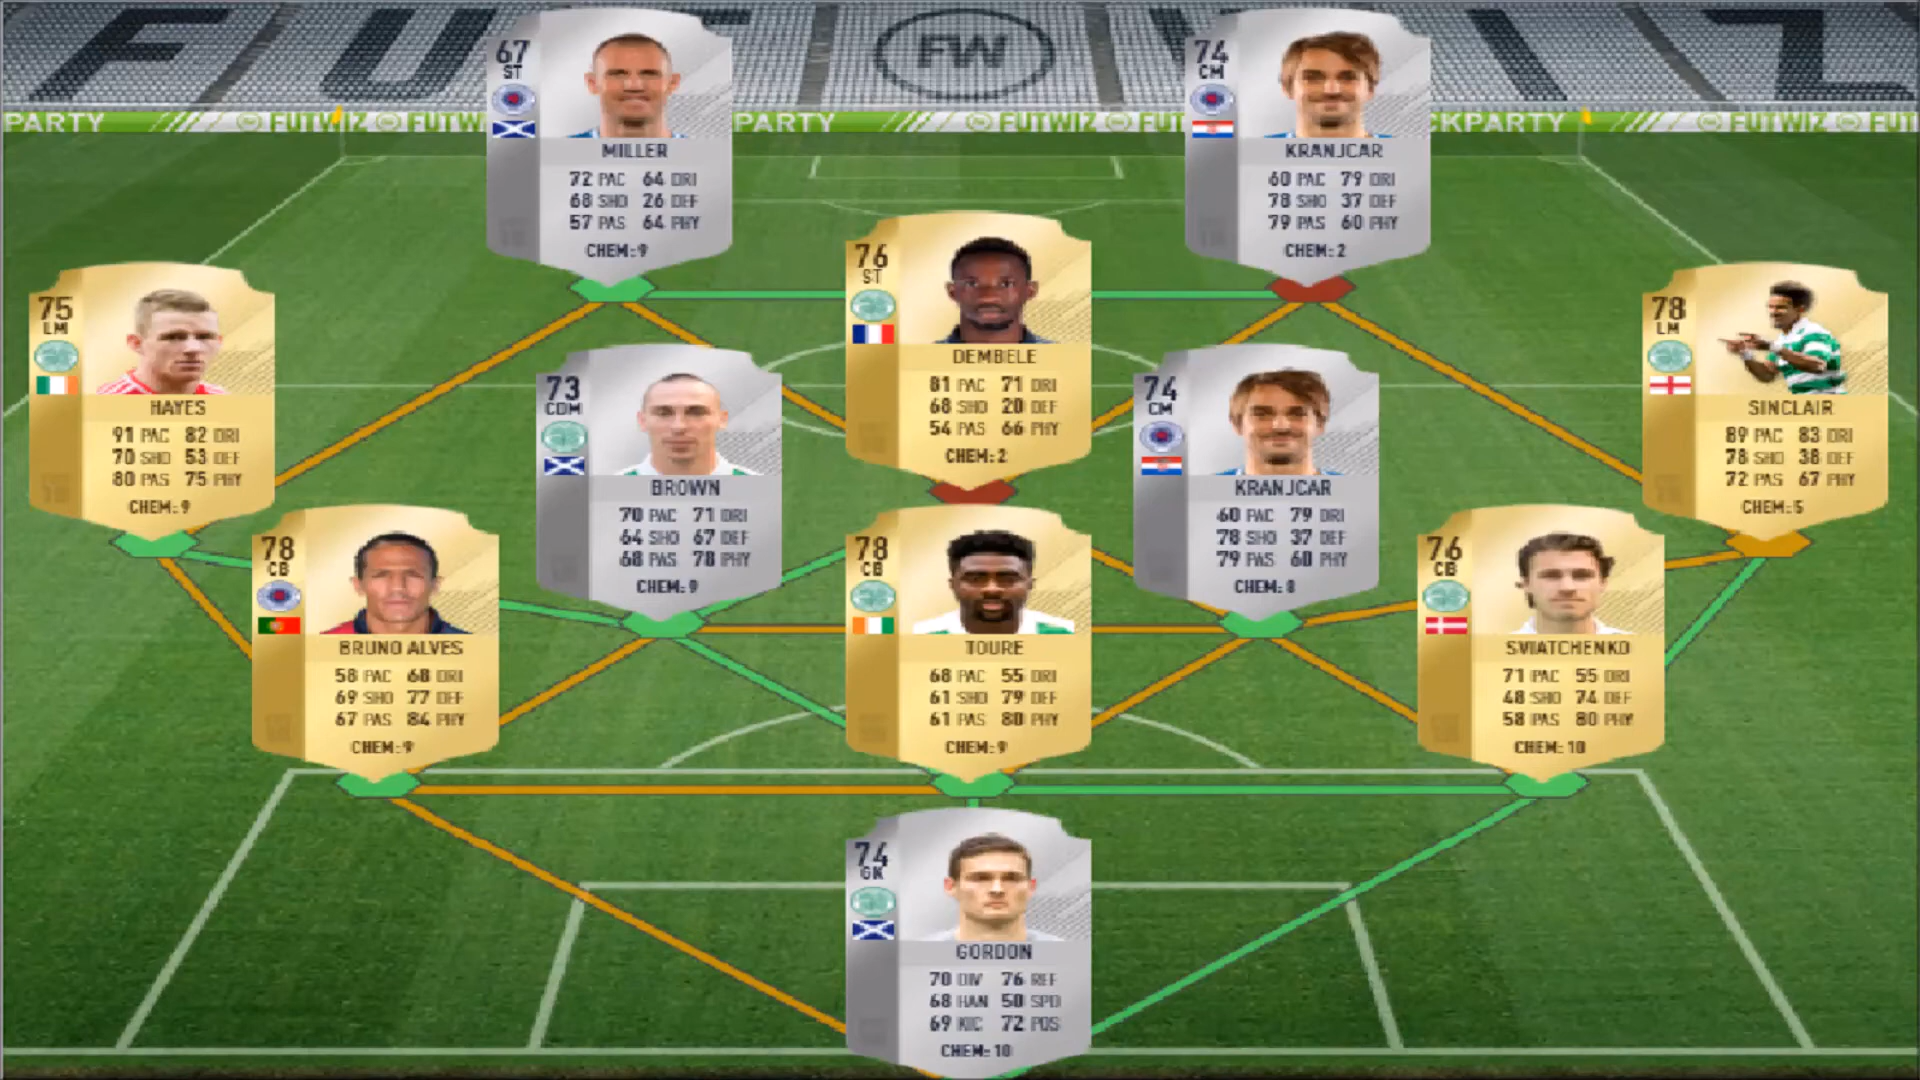 FUTWIZ
FW
PARTY
FUTWIZ
FUTW
PARTY
FUTWIZ
FUT
CKPARTY
FUTWIZ
FUT
67
ST
MILLER
72 PAC 64 DRI
68 SHO 26 DEF
57 PAS 64 PHY
CHEM:9
74
CM
KRANJCAR
60 PAC 79 DRI
78 SHO 37 DEF
79 PAS 60 PHY
CHEM:2
76
ST
DEMBELE
81 PAC 71 DRI
68 SHO 20 DEF
54 PAS 66 PHY
CHEM:2
75
LM
HAYES
91 PAC 82 DRI
70 SHO 53 DEF
80 PAS 75 PHY
CHEM:9
73
CDM
BROWN
70 PAC 71 DRI
64 SHO 67 DEF
68 PAS 78 PHY
CHEM:9
74
CM
KRANJCAR
60 PAC 79 DRI
78 SHO 37 DEF
79 PAS 60 PHY
CHEM:8
78
LM
SINCLAIR
89 PAC 83 DRI
78 SHO 38 DEF
72 PAS 67 PHY
CHEM:5
78
CB
BRUNO ALVES
58 PAC 68 DRI
69 SHO 77 DEF
67 PAS 84 PHY
CHEM:9
78
CB
TOURE
68 PAC 55 DRI
61 SHO 79 DEF
61 PAS 80 PHY
CHEM:9
76
CB
SVIATCHENKO
71 PAC 55 DRI
48 SHO 74 DEF
58 PAS 80 PHY
CHEM:10
74
GK
GORDON
70 DIV 76 REF
68 HAN 50 SPD
69 KIC 72 POS
CHEM:10